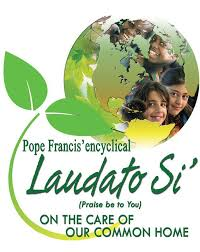 Pope Francis'encyclical
Laudato Si'
(Praise be to You)
ON THE CARE OF
OUR COMMON HOME